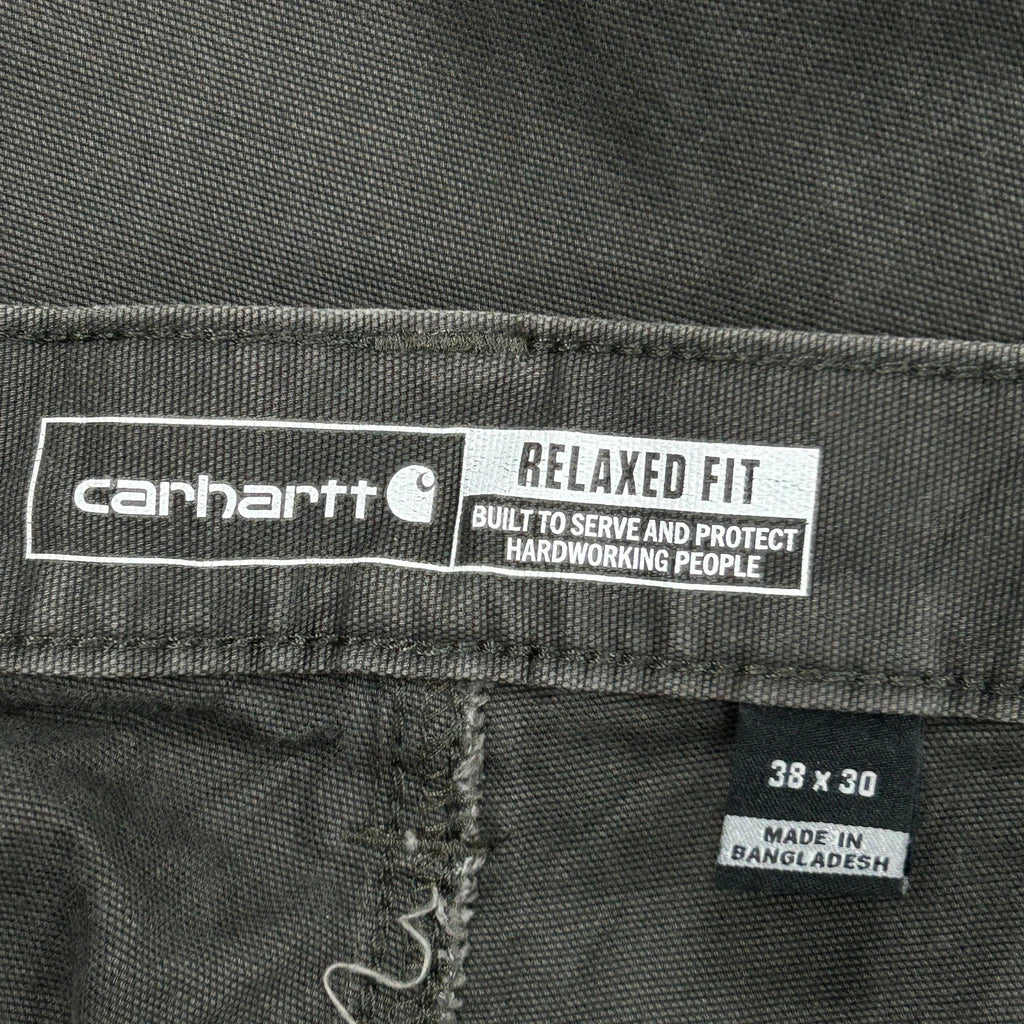 carhartt
RELAXED FIT
BUILT TO SERVE AND PROTECT
HARDWORKING PEOPLE
38 x 30
MADE IN
BANGLADESH